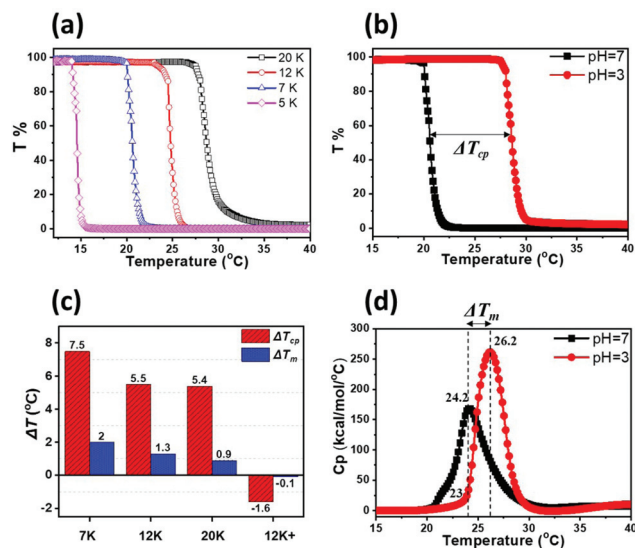 (a)
100
80
60
40
20
0
T %
15 20 25 30 35 40
Temperature (°C)
20 K
12 K
7 K
5 K
(b)
100
80
60
40
20
0
T %
15 20 25 30 35 40
Temperature (°C)
pH=7
pH=3
ΔTcp
(c)
8
6
4
2
0
-2
ΔT (°C)
ΔTcp
ΔTm
7.5
2
5.5
1.3
5.4
0.9
-1.6
-0.1
7K 12K 20K 12K+
(d)
ΔTm
300
250
200
150
100
50
0
Cp (kcal/mol/°C)
pH=7
pH=3
26.2
24.2
15 20 25 30 35 40
Temperature (°C)